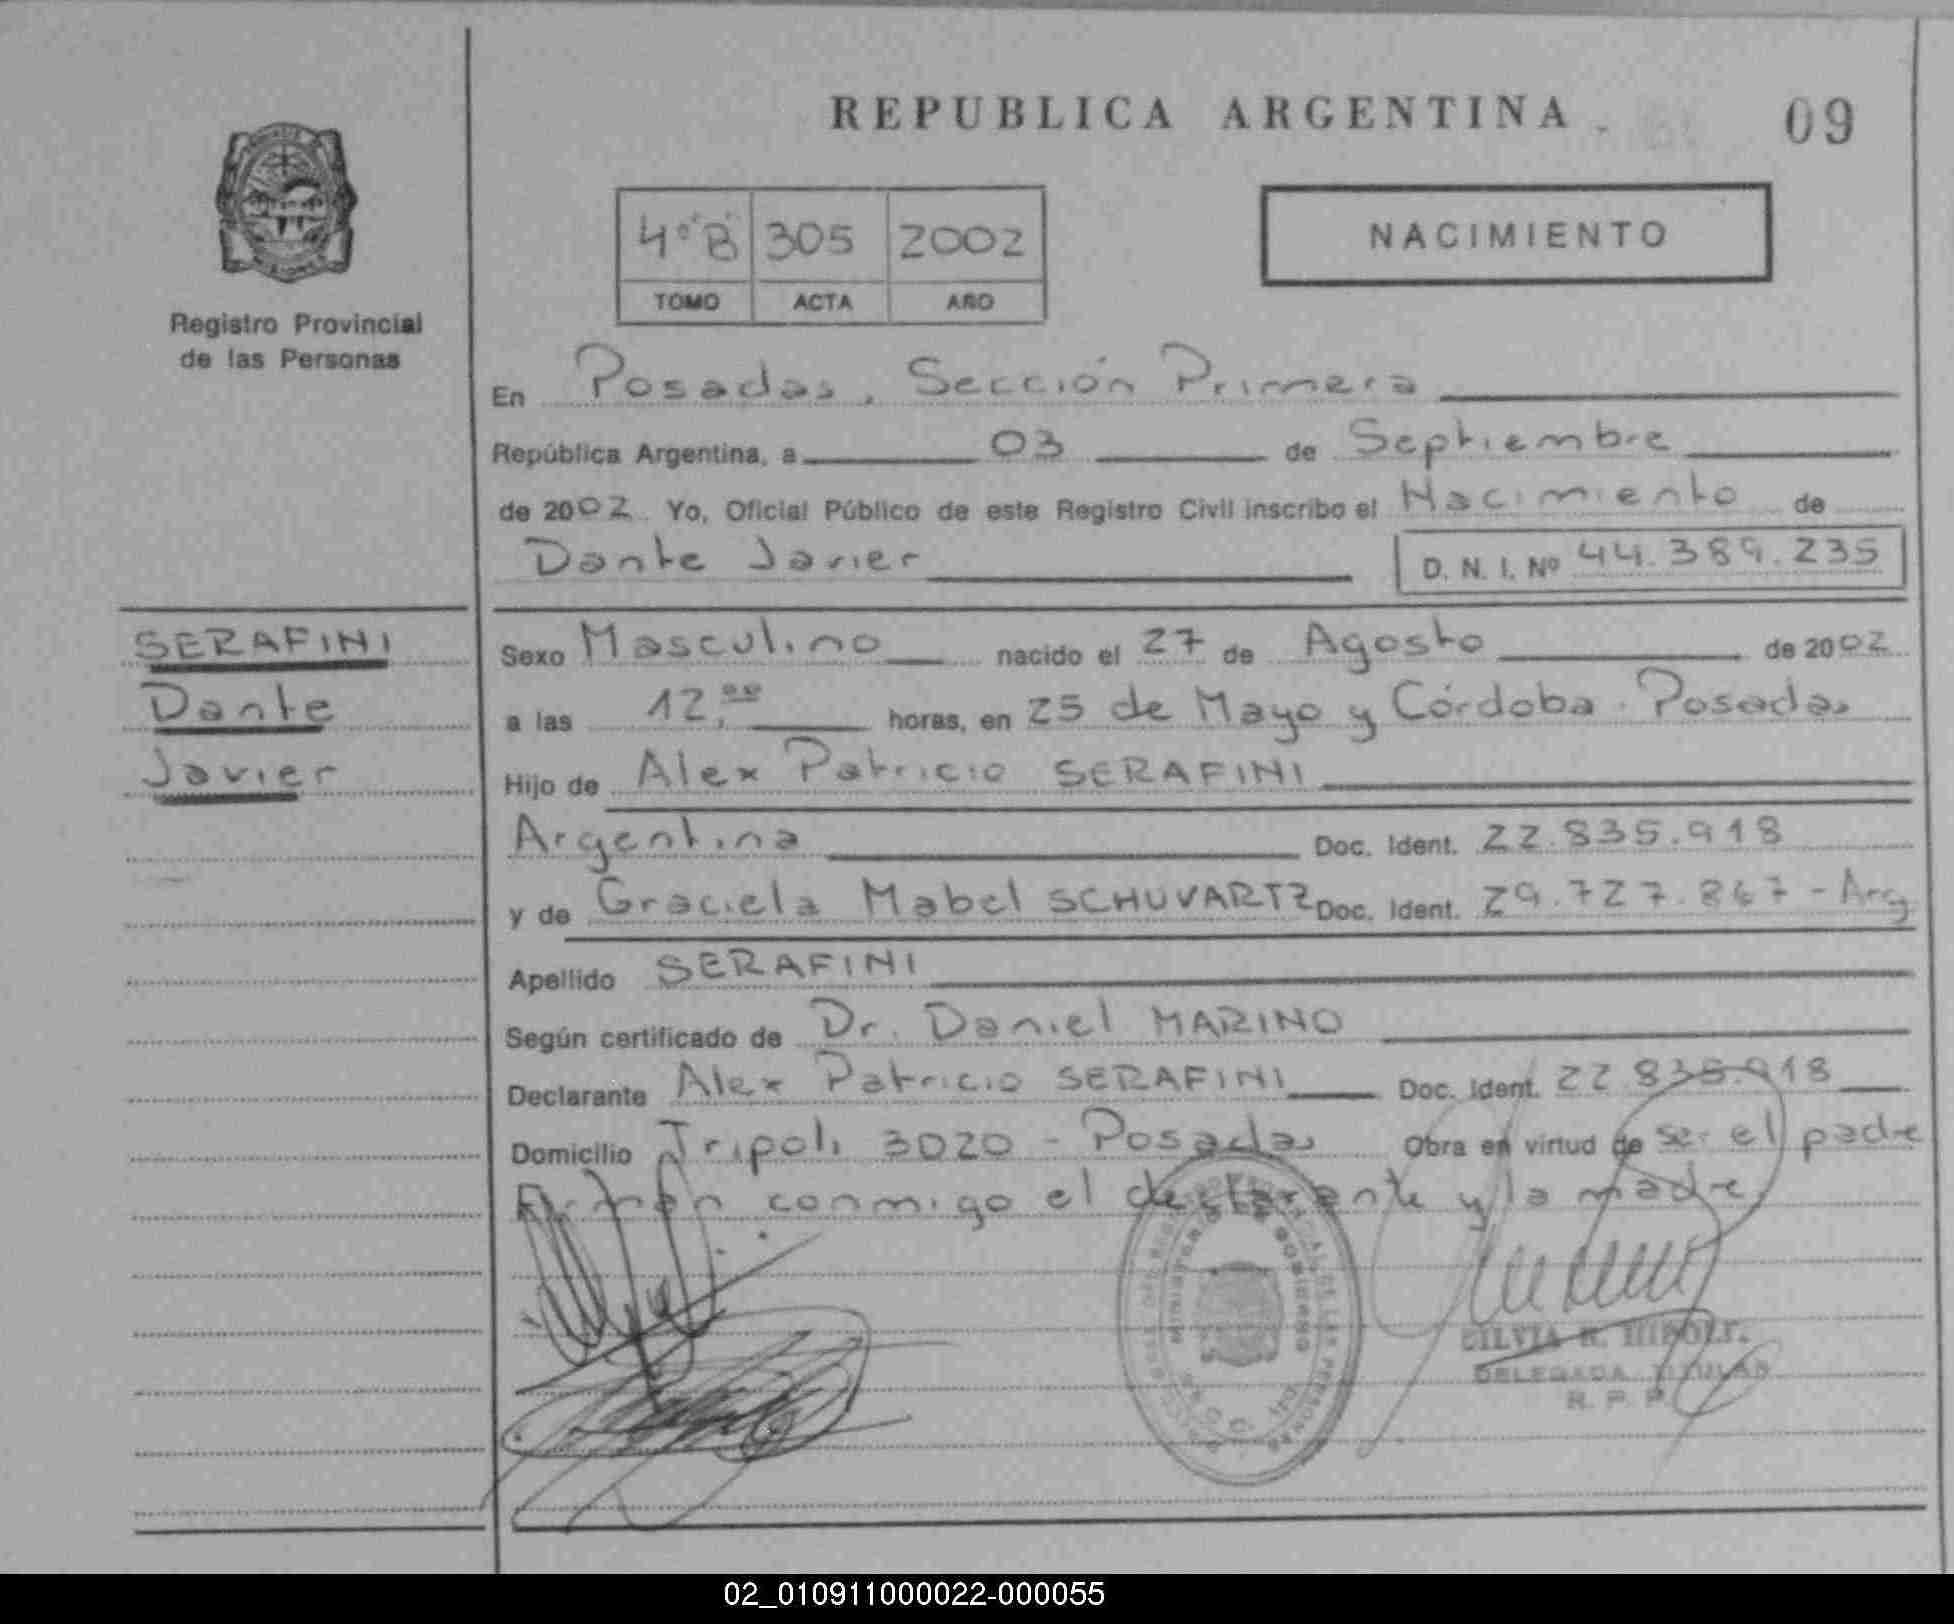 REPUBLICA ARGENTINA
09
4º "B" 305 2002
TOMO ACTA AÑO
NACIMIENTO
Registro Provincial
de las Personas
En Posadas, Sección Primera
República Argentina, a 03 de Septiembre
de 2002 Yo, Oficial Público de este Registro Civil inscribo el Nacimiento de
Dante Javier D. N. I. Nº 44.389.235
SERAFINI
Dante
Javier
Sexo Masculino nacido el 27 de Agosto de 2002
a las 12,00 horas, en 25 de Mayo y Córdoba - Posadas
Hijo de Alex Patricio SERAFINI
Argentina Doc. Ident. 22.835.918
y de Graciela Mabel SCHUVARTZ Doc. Ident. 29.727.867 - Arg
Apellido SERAFINI
Según certificado de Dr. Daniel MARINO
Declarante Alex Patricio SERAFINI Doc. Ident. 22.835.918
Domicilio Tripoli 3020 - Posadas Obra en virtud de ser el padre
Firman conmigo el declarante y la madre.
MINISTERIO DE GOBIERNO
SILVIA R.
DELEGADA TITULAR
R. P. P.
02_010911000022-000055